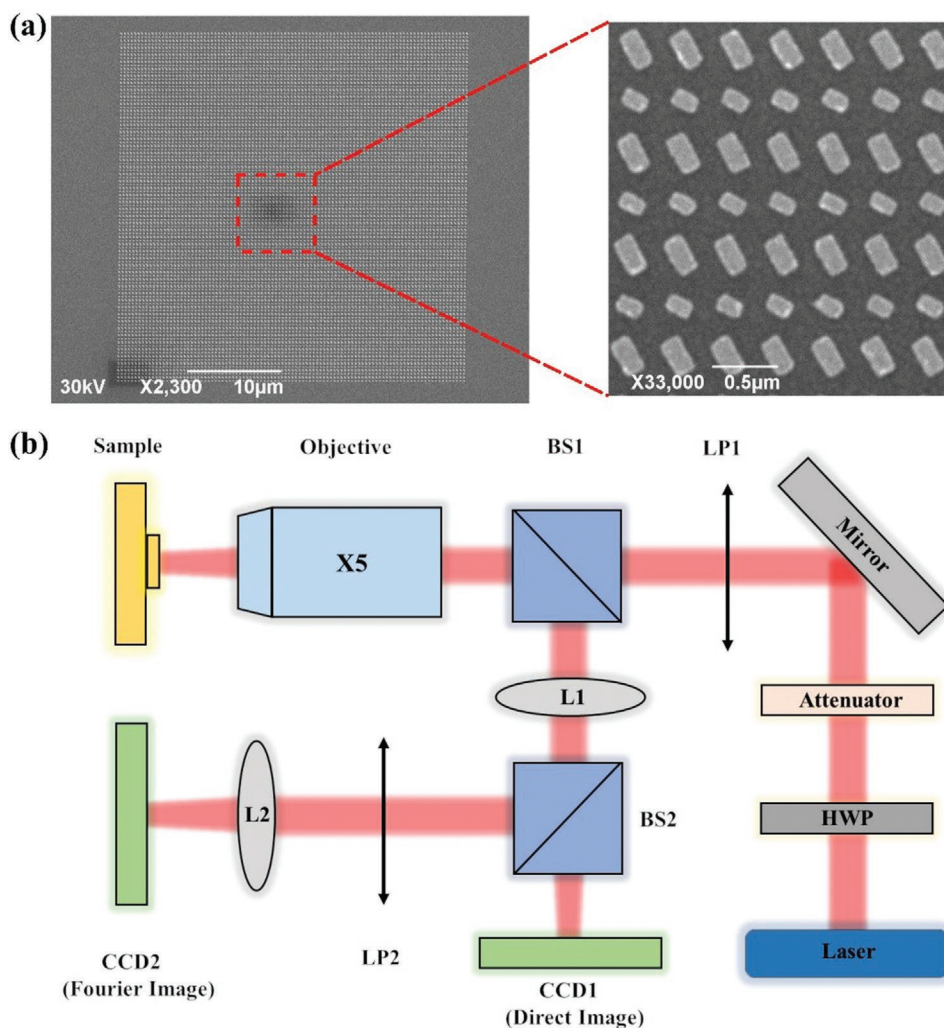 (a)
30kV X2,300 10μm
X33,000 0.5μm
(b)
Sample Objective BS1 LP1
Mirror
X5
L1
Attenuator
L2
BS2
HWP
Laser
CCD2
(Fourier Image)
LP2
CCD1
(Direct Image)